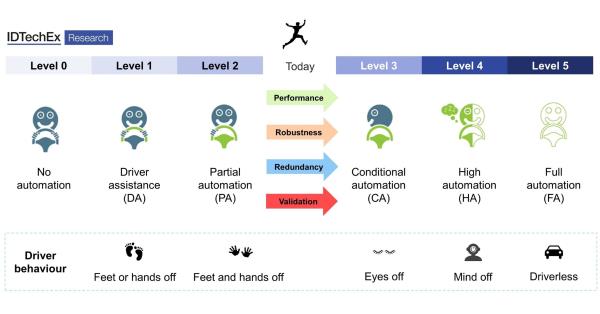 IDTechEx Research
Level 0 Level 1 Level 2 Today Level 3 Level 4 Level 5
Performance
Robustness
Redundancy
Validation
No
automation
Driver
assistance
(DA)
Partial
automation
(PA)
Conditional
automation
(CA)
High
automation
(HA)
Full
automation
(FA)
Driver
behaviour
Feet or hands off
Feet and hands off
Eyes off
Mind off
Driverless